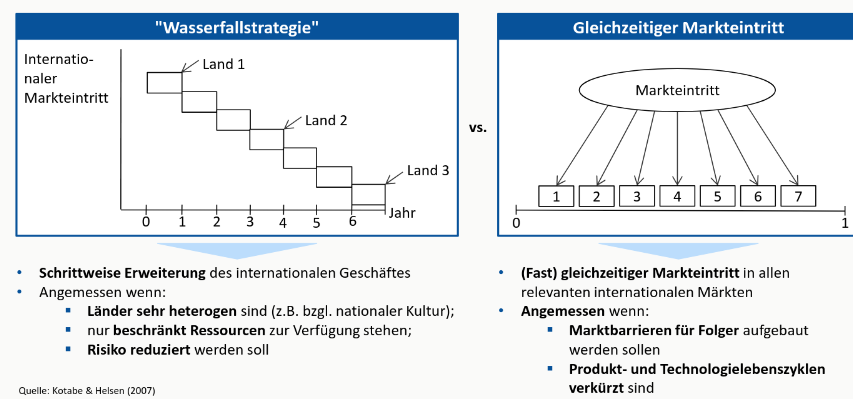 "Wasserfallstrategie"
Internatio-
naler
Markteintritt
Land 1
Land 2
Land 3
0 1 2 3 4 5 6 Jahr
vs.
Gleichzeitiger Markteintritt
Markteintritt
1 2 3 4 5 6 7
0 1
• Schrittweise Erweiterung des internationalen Geschäftes
• Angemessen wenn:
▪ Länder sehr heterogen sind (z.B. bzgl. nationaler Kultur);
▪ nur beschränkt Ressourcen zur Verfügung stehen;
▪ Risiko reduziert werden soll
• (Fast) gleichzeitiger Markteintritt in allen
relevanten internationalen Märkten
• Angemessen wenn:
▪ Marktbarrieren für Folger aufgebaut
werden sollen
▪ Produkt- und Technologielebenszyklen
verkürzt sind
Quelle: Kotabe & Helsen (2007)